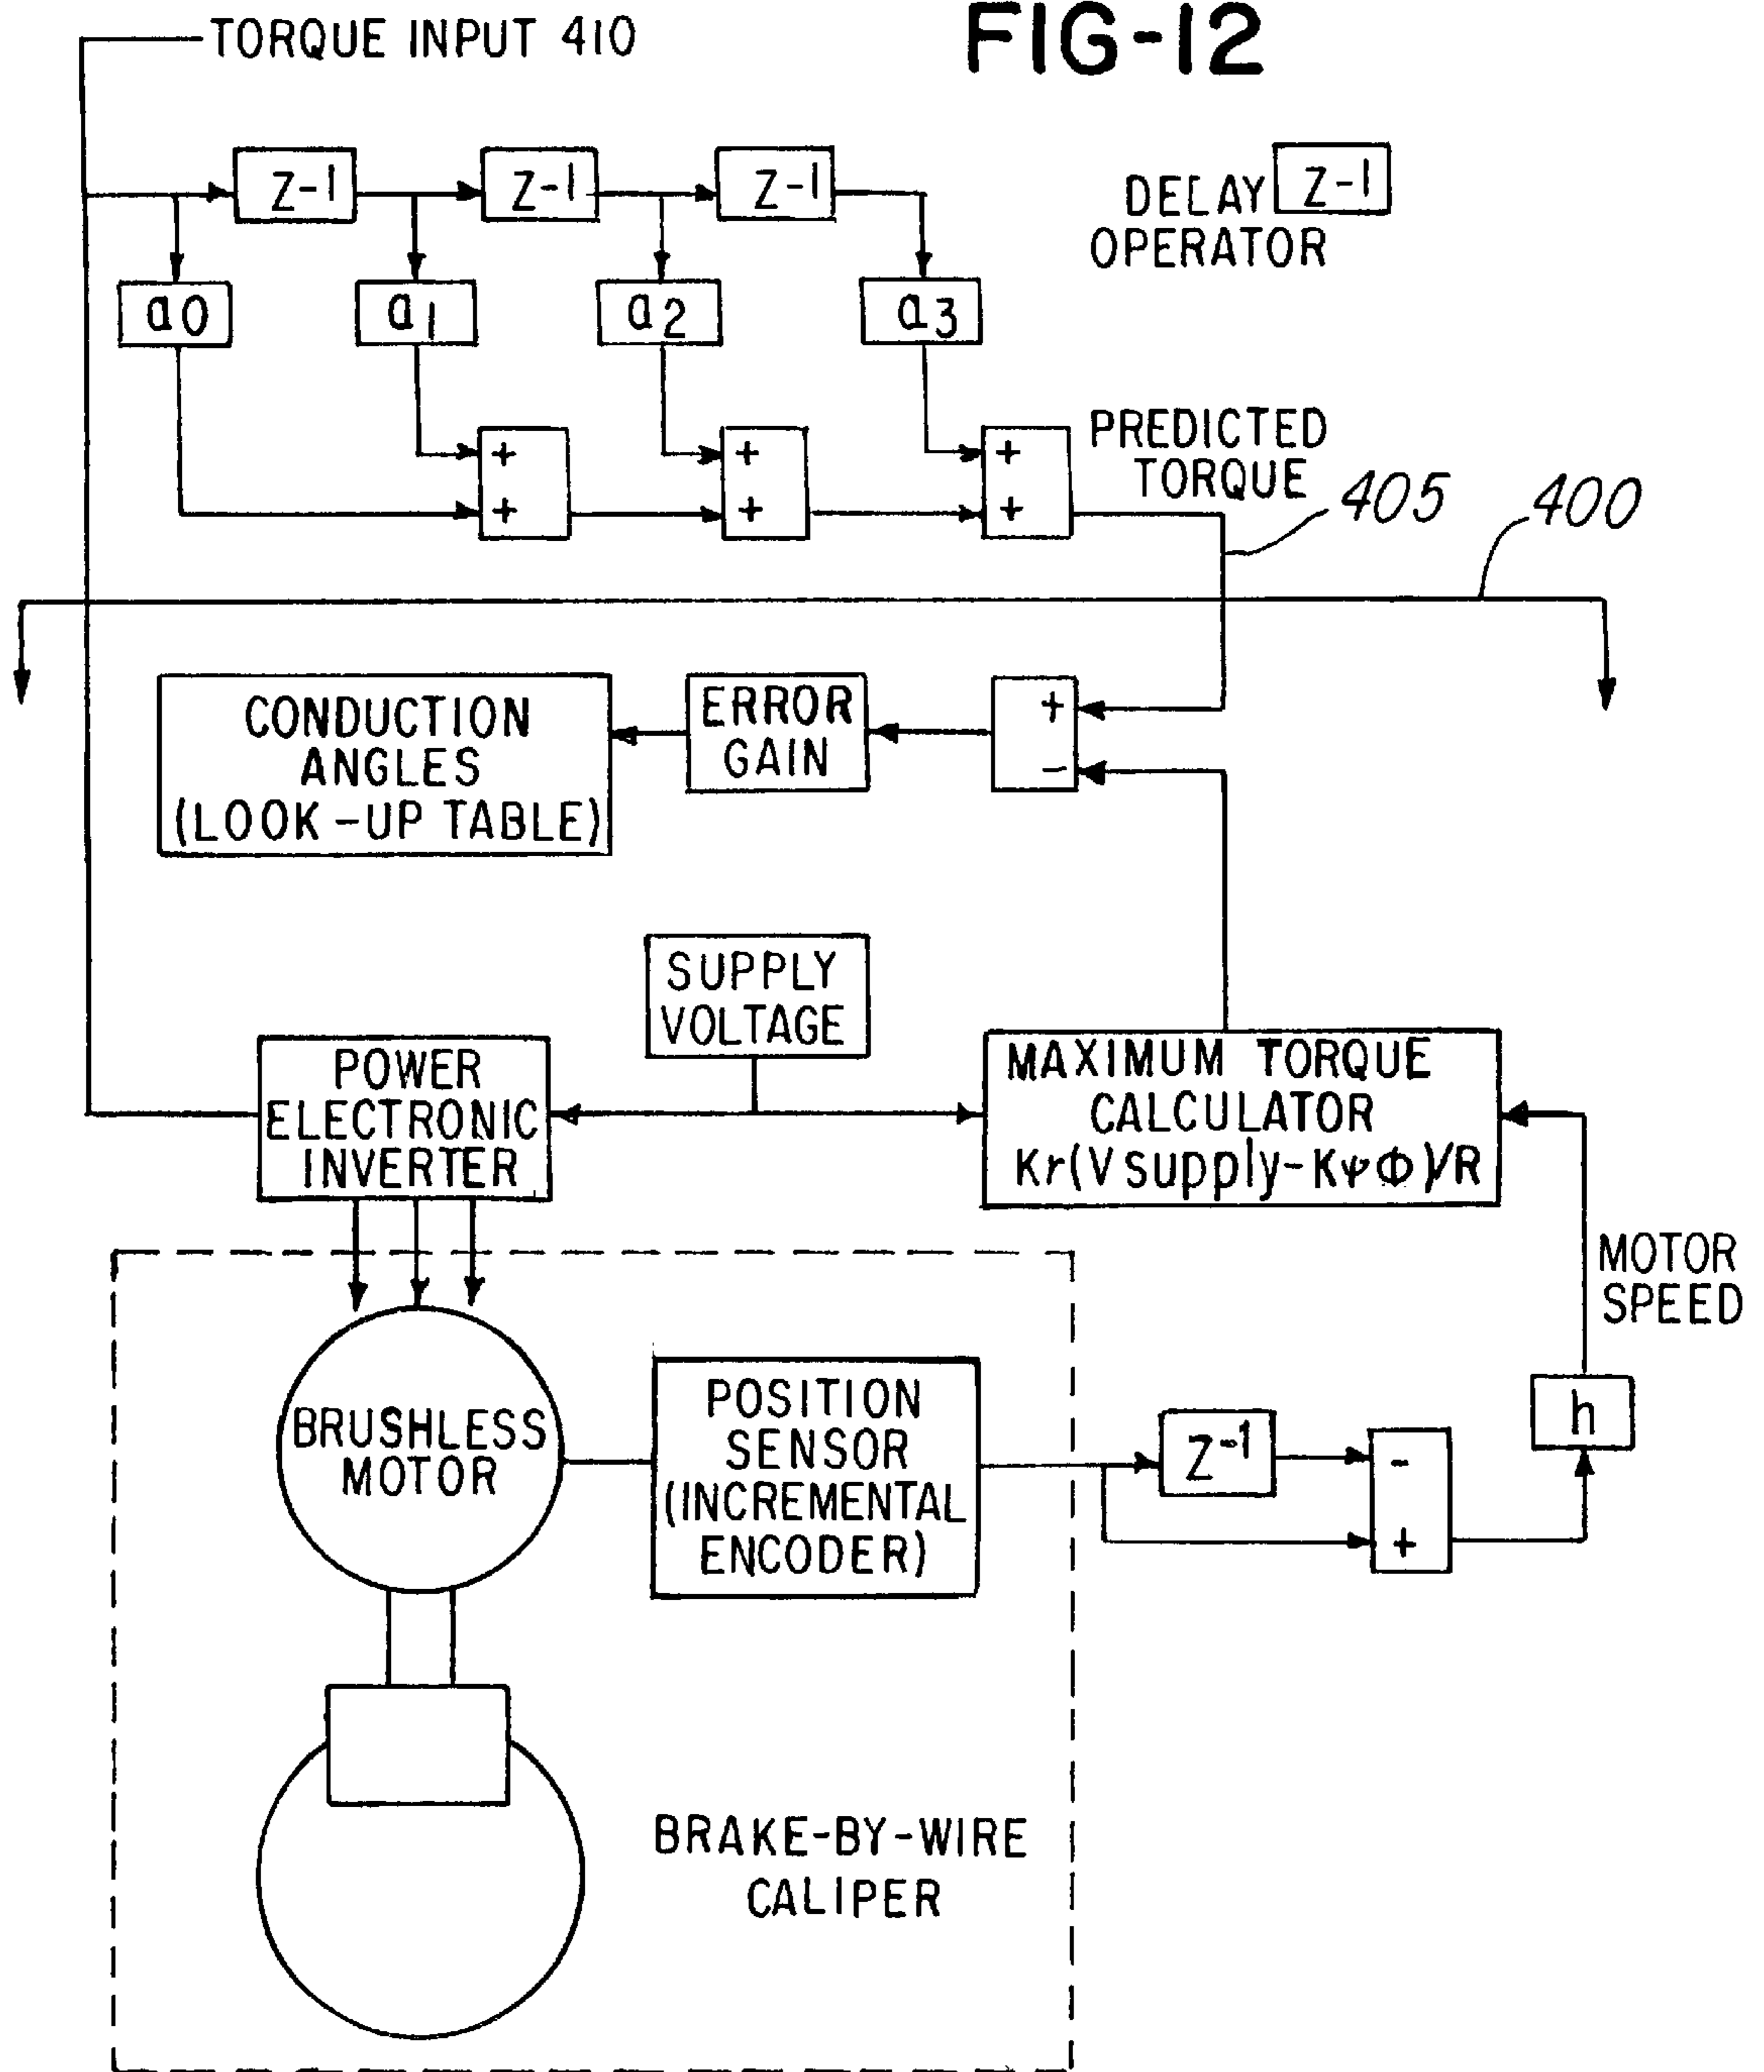 FIG-12
TORQUE INPUT 410
Z-1
Z-1
Z-1
DELAY
OPERATOR
Z-1
a0
a1
a2
a3
+
+
+
+
+
+
PREDICTED
TORQUE
405
400
CONDUCTION
ANGLES
(LOOK-UP TABLE)
ERROR
GAIN
+
-
SUPPLY
VOLTAGE
POWER
ELECTRONIC
INVERTER
MAXIMUM TORQUE
CALCULATOR
Kr(Vsupply-KψΦ)/R
MOTOR
SPEED
BRUSHLESS
MOTOR
POSITION
SENSOR
(INCREMENTAL
ENCODER)
Z-1
-
+
h
BRAKE-BY-WIRE
CALIPER